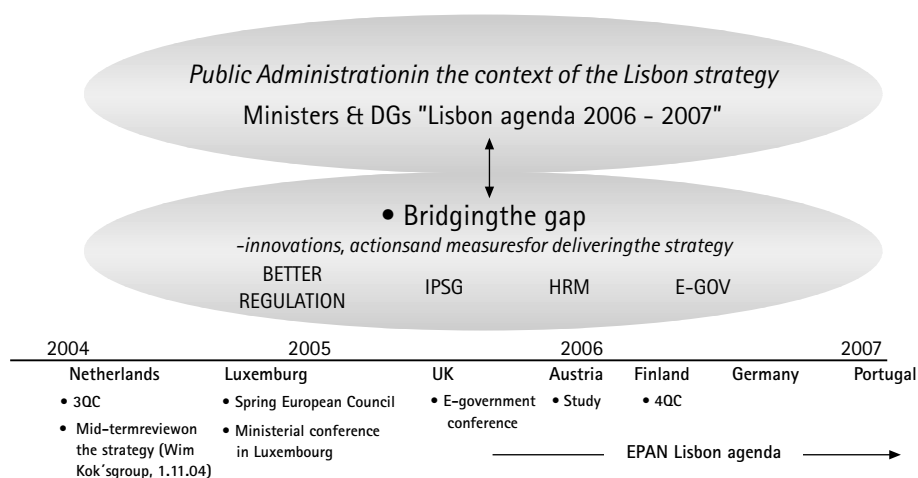 Public Administrationin the context of the Lisbon strategy
Ministers & DGs "Lisbon agenda 2006 - 2007"
• Bridgingthe gap
-innovations, actionsand measuresfor deliveringthe strategy
BETTER REGULATION
IPSG
HRM
E-GOV
2004 2005 2006 2007
Netherlands Luxemburg UK Austria Finland Germany Portugal
• 3QC
• Mid-termreviewon
the strategy (Wim
Kok´sgroup, 1.11.04)
• Spring European Council
• Ministerial conference
in Luxembourg
• E-government
conference
• Study
• 4QC
EPAN Lisbon agenda